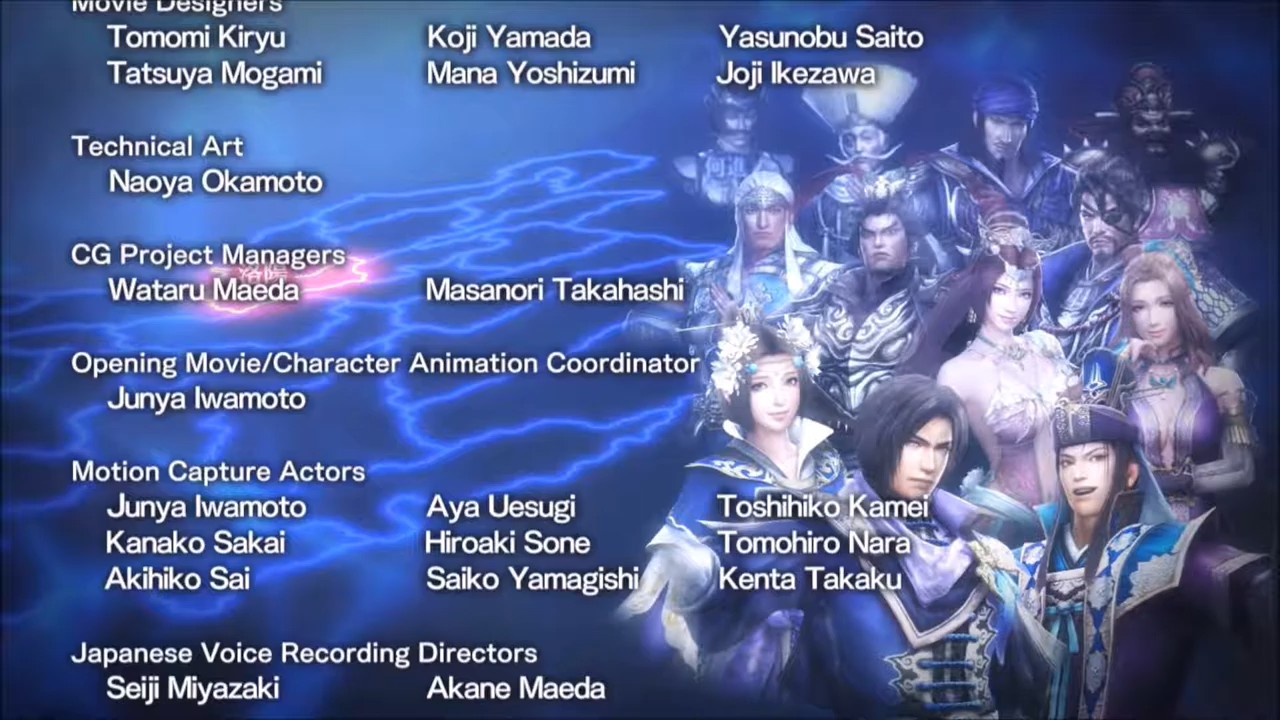 Movie Designers
Tomomi Kiryu Koji Yamada Yasunobu Saito
Tatsuya Mogami Mana Yoshizumi Joji Ikezawa
Technical Art
Naoya Okamoto
CG Project Managers
Wataru Maeda Masanori Takahashi
Opening Movie/Character Animation Coordinator
Junya Iwamoto
Motion Capture Actors
Junya Iwamoto Aya Uesugi Toshihiko Kamei
Kanako Sakai Hiroaki Sone Tomohiro Nara
Akihiko Sai Saiko Yamagishi Kenta Takaku
Japanese Voice Recording Directors
Seiji Miyazaki Akane Maeda